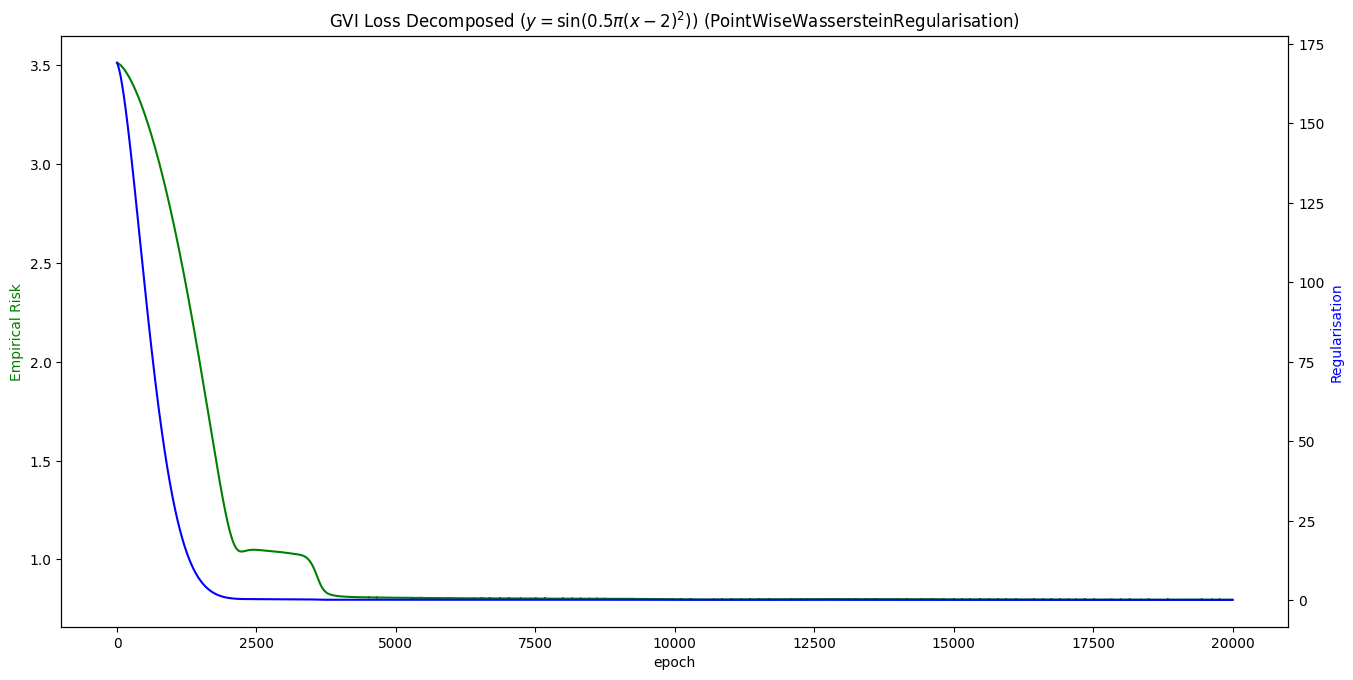 GVI Loss Decomposed (y = sin(0.5π(x − 2)²)) (PointWiseWassersteinRegularisation)
3.5
3.0
2.5
2.0
1.5
1.0
Empirical Risk
175
150
125
100
75
50
25
0
Regularisation
0 2500 5000 7500 10000 12500 15000 17500 20000
epoch